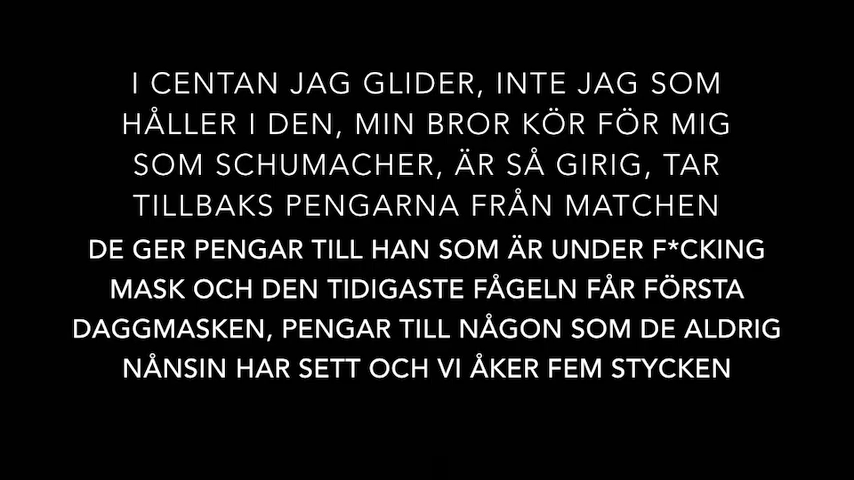 I CENTAN JAG GLIDER, INTE JAG SOM
HÅLLER I DEN, MIN BROR KÖR FÖR MIG
SOM SCHUMACHER, ÄR SÅ GIRIG, TAR
TILLBAKS PENGARNA FRÅN MATCHEN
DE GER PENGAR TILL HAN SOM ÄR UNDER F*CKING
MASK OCH DEN TIDIGASTE FÅGELN FÅR FÖRSTA
DAGGMASKEN, PENGAR TILL NÅGON SOM DE ALDRIG
NÅNSIN HAR SETT OCH VI ÅKER FEM STYCKEN